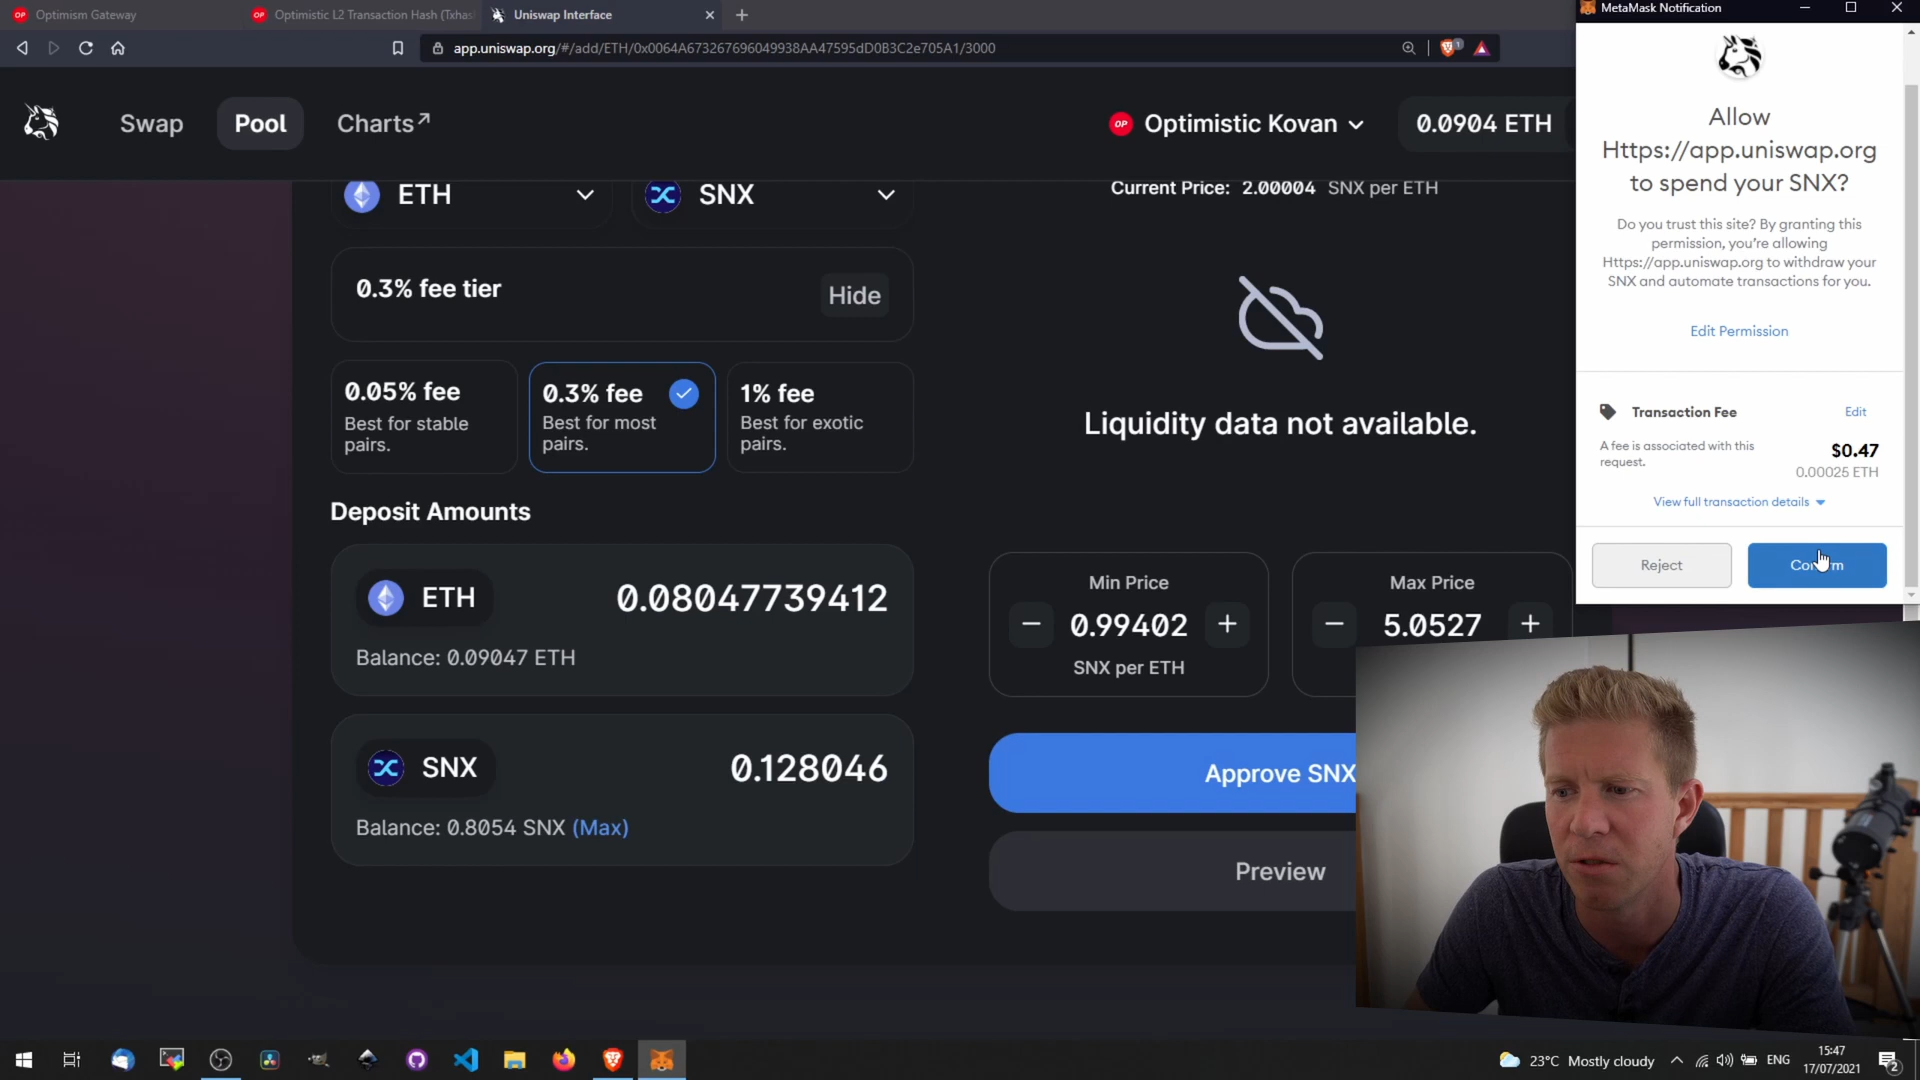 Optimism Gateway
Optimistic L2 Transaction Hash (Txhas
Uniswap Interface
MetaMask Notification
app.uniswap.org/#/add/ETH/0x0064A673267696049938AA47595dD0B3C2e705A1/3000
Swap
Pool
Charts↗
OP
Optimistic Kovan
0.0904 ETH
ETH
SNX
0.3% fee tier
Hide
0.05% fee
Best for stable
pairs.
0.3% fee
Best for most
pairs.
1% fee
Best for exotic
pairs.
Deposit Amounts
ETH
0.08047739412
Balance: 0.09047 ETH
SNX
0.128046
Balance: 0.8054 SNX (Max)
Current Price: 2.00004 SNX per ETH
Liquidity data not available.
Min Price
0.99402
SNX per ETH
Max Price
5.0527
Approve SNX
Preview
Allow
Https://app.uniswap.org
to spend your SNX?
Do you trust this site? By granting this
permission, you're allowing
Https://app.uniswap.org to withdraw your
SNX and automate transactions for you.
Edit Permission
Transaction Fee
Edit
A fee is associated with this
request.
$0.47
0.00025 ETH
View full transaction details
Reject
23°C Mostly cloudy
ENG
15:47
17/07/2021
2